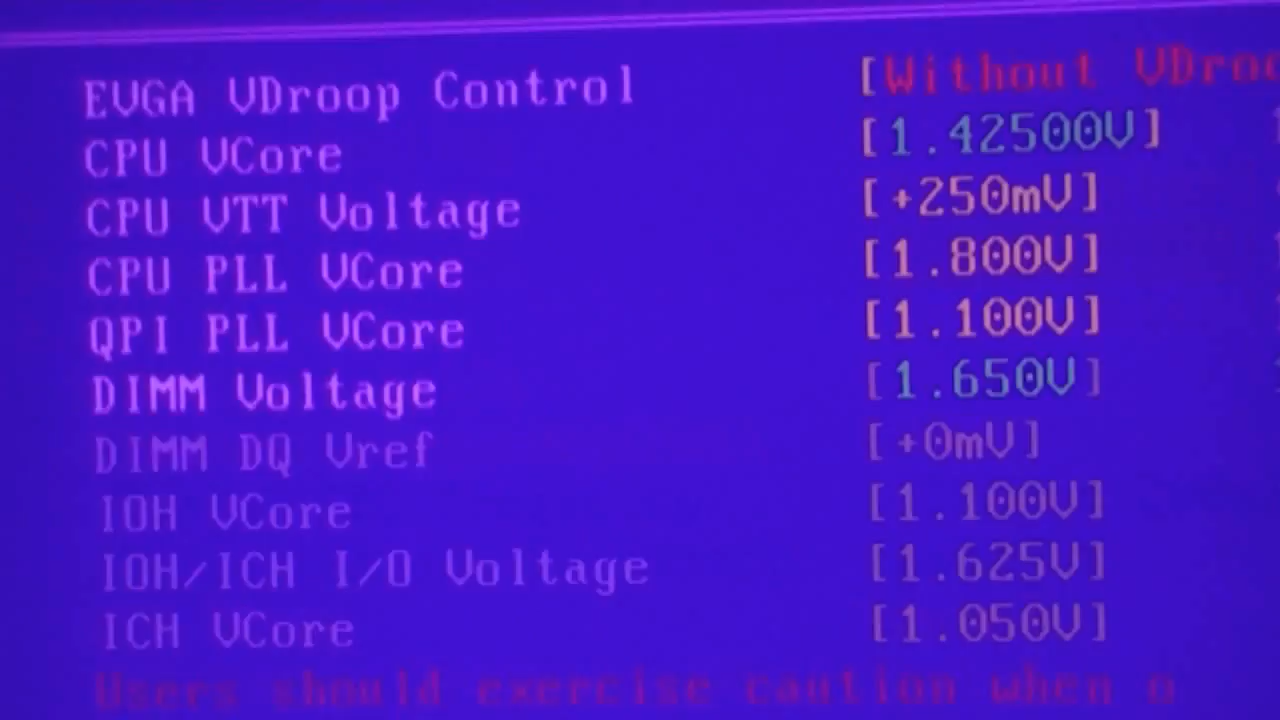 EVGA VDroop Control [Without VDroo
CPU VCore [1.42500V]
CPU VTT Voltage [+250mV]
CPU PLL VCore [1.800V]
QPI PLL VCore [1.100V]
DIMM Voltage [1.650V]
DIMM DQ Vref [+0mV]
IOH VCore [1.100V]
IOH/ICH I/O Voltage [1.625V]
ICH VCore [1.050V]
Users should exercise caution when o